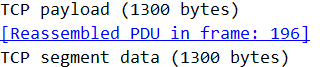 TCP payload (1300 bytes)
[Reassembled PDU in frame: 196]
TCP segment data (1300 bytes)